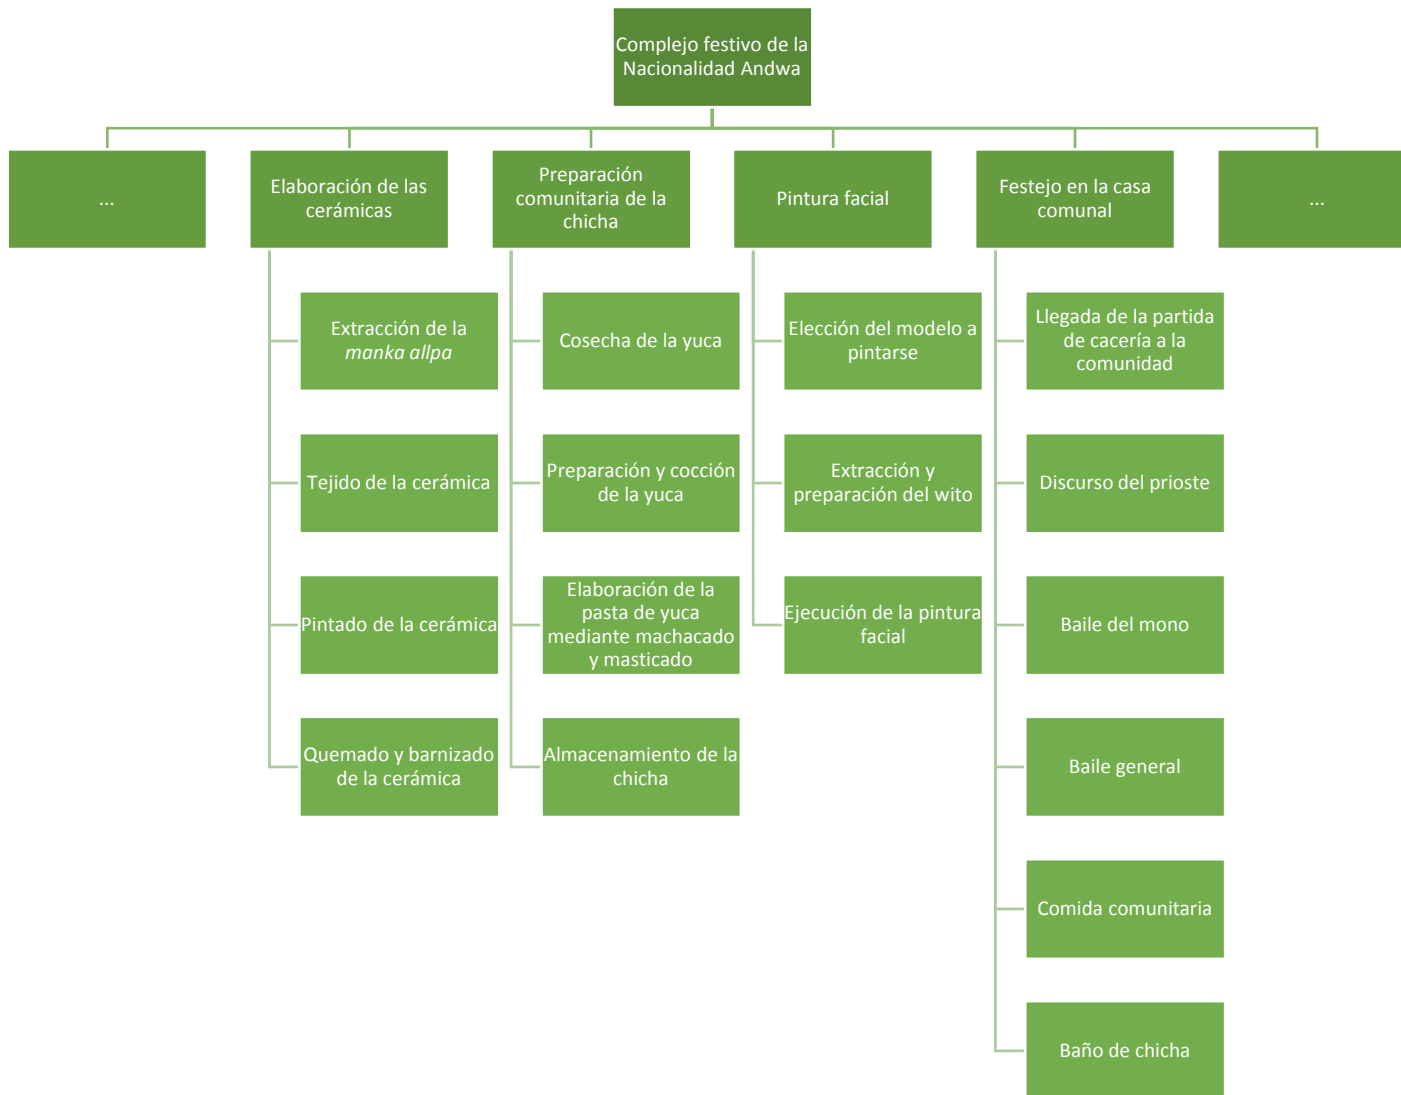 Complejo festivo de la
Nacionalidad Andwa
...
Elaboración de las
cerámicas
Preparación
comunitaria de la
chicha
Pintura facial
Festejo en la casa
comunal
...
Extracción de la
manka allpa
Tejido de la cerámica
Pintado de la cerámica
Quemado y barnizado
de la cerámica
Cosecha de la yuca
Preparación y cocción
de la yuca
Elaboración de la
pasta de yuca
mediante machacado
y masticado
Almacenamiento de la
chicha
Elección del modelo a
pintarse
Extracción y
preparación del wito
Ejecución de la pintura
facial
Llegada de la partida
de cacería a la
comunidad
Discurso del prioste
Baile del mono
Baile general
Comida comunitaria
Baño de chicha